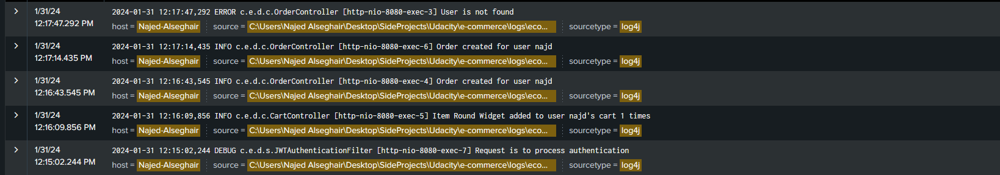 1/31/24 2024-01-31 12:17:47,292 ERROR c.e.d.c.OrderController [http-nio-8080-exec-3] User is not found
12:17:47.292 PM host = Najed-Alseghair source = C:\Users\Najed Alseghair\Desktop\SideProjects\Udacity\e-commerce\logs\eco... sourcetype = log4j
1/31/24 2024-01-31 12:17:14,435 INFO c.e.d.c.OrderController [http-nio-8080-exec-6] Order created for user najd
12:17:14.435 PM host = Najed-Alseghair source = C:\Users\Najed Alseghair\Desktop\SideProjects\Udacity\e-commerce\logs\eco... sourcetype = log4j
1/31/24 2024-01-31 12:16:43,545 INFO c.e.d.c.OrderController [http-nio-8080-exec-4] Order created for user najd
12:16:43.545 PM host = Najed-Alseghair source = C:\Users\Najed Alseghair\Desktop\SideProjects\Udacity\e-commerce\logs\eco... sourcetype = log4j
1/31/24 2024-01-31 12:16:09,856 INFO c.e.d.c.CartController [http-nio-8080-exec-5] Item Round Widget added to user najd's cart 1 times
12:16:09.856 PM host = Najed-Alseghair source = C:\Users\Najed Alseghair\Desktop\SideProjects\Udacity\e-commerce\logs\eco... sourcetype = log4j
1/31/24 2024-01-31 12:15:02,244 DEBUG c.e.d.s.JWTAuthenticationFilter [http-nio-8080-exec-7] Request is to process authentication
12:15:02.244 PM host = Najed-Alseghair source = C:\Users\Najed Alseghair\Desktop\SideProjects\Udacity\e-commerce\logs\eco... sourcetype = log4j